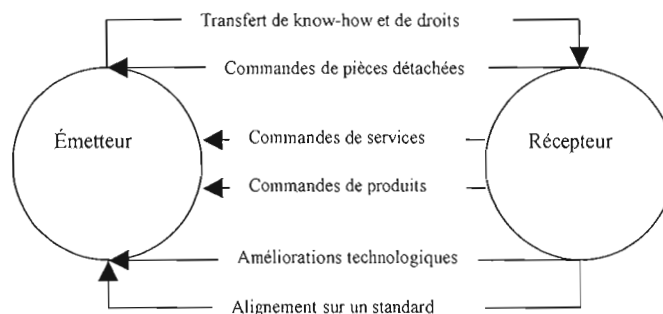 Transfert de know-how et de droits
Commandes de pièces détachées
Émetteur
Commandes de services
Récepteur
Commandes de produits
Améliorations technologiques
Alignement sur un standard